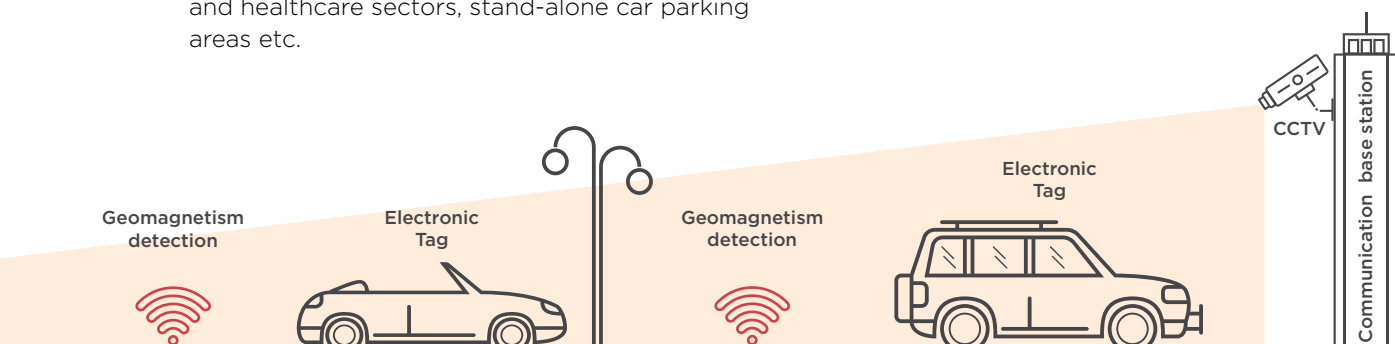 and healthcare sectors, stand-alone car parking
areas etc.
CCTV
Communication base station
Electronic
Tag
Geomagnetism
detection
Electronic
Tag
Geomagnetism
detection